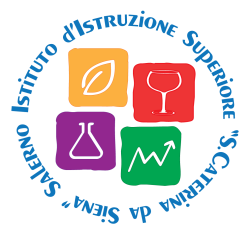 Istituto d'Istruzione Superiore "S.Caterina da Siena" Salerno